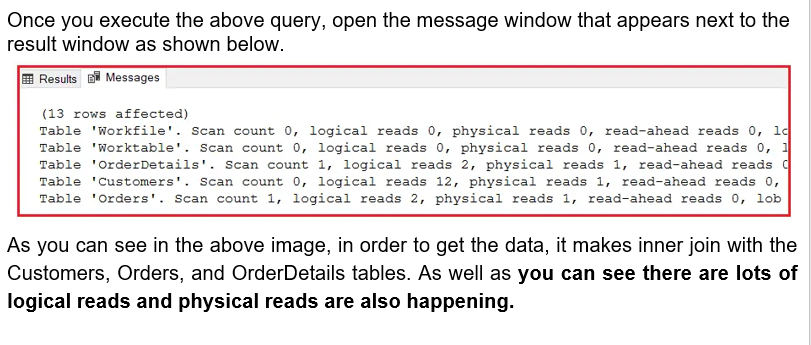 Once you execute the above query, open the message window that appears next to the
result window as shown below.
Results Messages
(13 rows affected)
Table 'Workfile'. Scan count 0, logical reads 0, physical reads 0, read-ahead reads 0,
Table 'Worktable'. Scan count 0, logical reads 0, physical reads 0, read-ahead reads 0,
Table 'OrderDetails'. Scan count 1, logical reads 2, physical reads 1, read-ahead reads
Table 'Customers'. Scan count 0, logical reads 12, physical reads 1, read-ahead reads 0,
Table 'Orders'. Scan count 1, logical reads 2, physical reads 1, read-ahead reads 0, lob
As you can see in the above image, in order to get the data, it makes inner join with the
Customers, Orders, and OrderDetails tables. As well as you can see there are lots of
logical reads and physical reads are also happening.